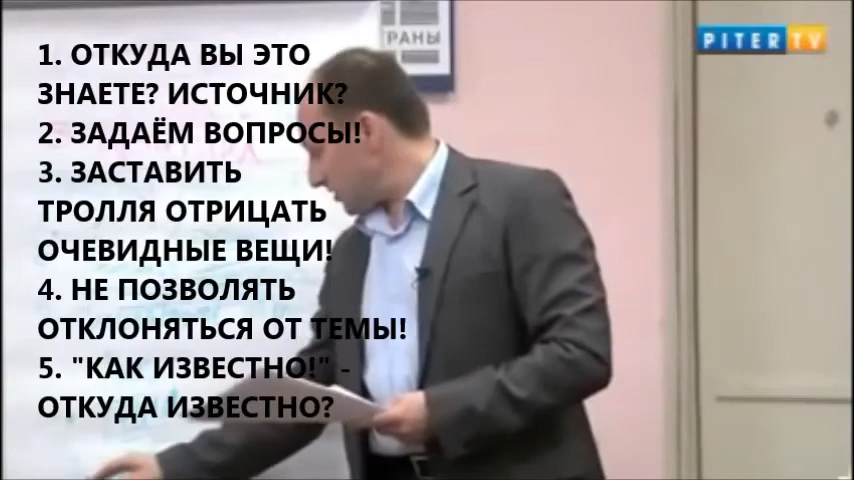 РАНЫ
PITER TV
1. ОТКУДА ВЫ ЭТО
ЗНАЕТЕ? ИСТОЧНИК?
2. ЗАДАЁМ ВОПРОСЫ!
3. ЗАСТАВИТЬ
ТРОЛЛЯ ОТРИЦАТЬ
ОЧЕВИДНЫЕ ВЕЩИ!
4. НЕ ПОЗВОЛЯТЬ
ОТКЛОНЯТЬСЯ ОТ ТЕМЫ!
5. "КАК ИЗВЕСТНО!" -
ОТКУДА ИЗВЕСТНО?